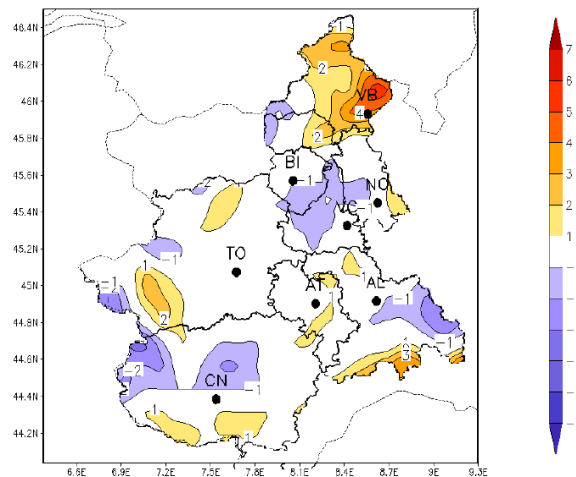 46.4N
46.2N
46N
45.8N
45.6N
45.4N
45.2N
45N
44.8N
44.6N
44.4N
44.2N
6.6E 6.9E 7.2E 7.5E 7.8E 8.1E 8.4E 8.7E 9E 9.3E
2
VB
4
2
BI
-1
NO
VC
-1
TO
-1
1
-1
2
AT
1
1
AL
-1
1
3
-2
CN
-1
1
1
7
6
5
4
3
2
1